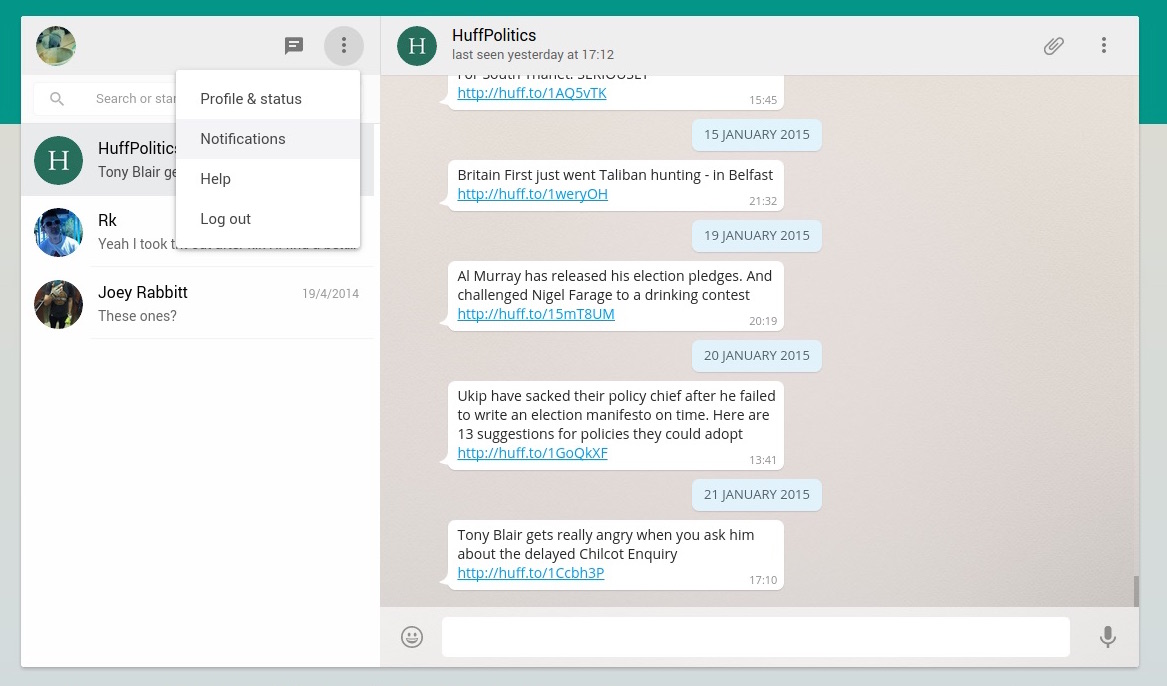 H
HuffPolitics
last seen yesterday at 17:12
Search or star
Profile & status
Notifications
Help
Log out
H
HuffPolitics
Tony Blair ge
Rk
Yeah I took
Joey Rabbitt
19/4/2014
These ones?
For South Thanet. SERIOUSLY
http://huff.to/1AQ5vTK
15:45
15 JANUARY 2015
Britain First just went Taliban hunting - in Belfast
http://huff.to/1weryOH
21:32
19 JANUARY 2015
Al Murray has released his election pledges. And
challenged Nigel Farage to a drinking contest
http://huff.to/15mT8UM
20:19
20 JANUARY 2015
Ukip have sacked their policy chief after he failed
to write an election manifesto on time. Here are
13 suggestions for policies they could adopt
http://huff.to/1GoQkXF
13:41
21 JANUARY 2015
Tony Blair gets really angry when you ask him
about the delayed Chilcot Enquiry
http://huff.to/1Ccbh3P
17:10